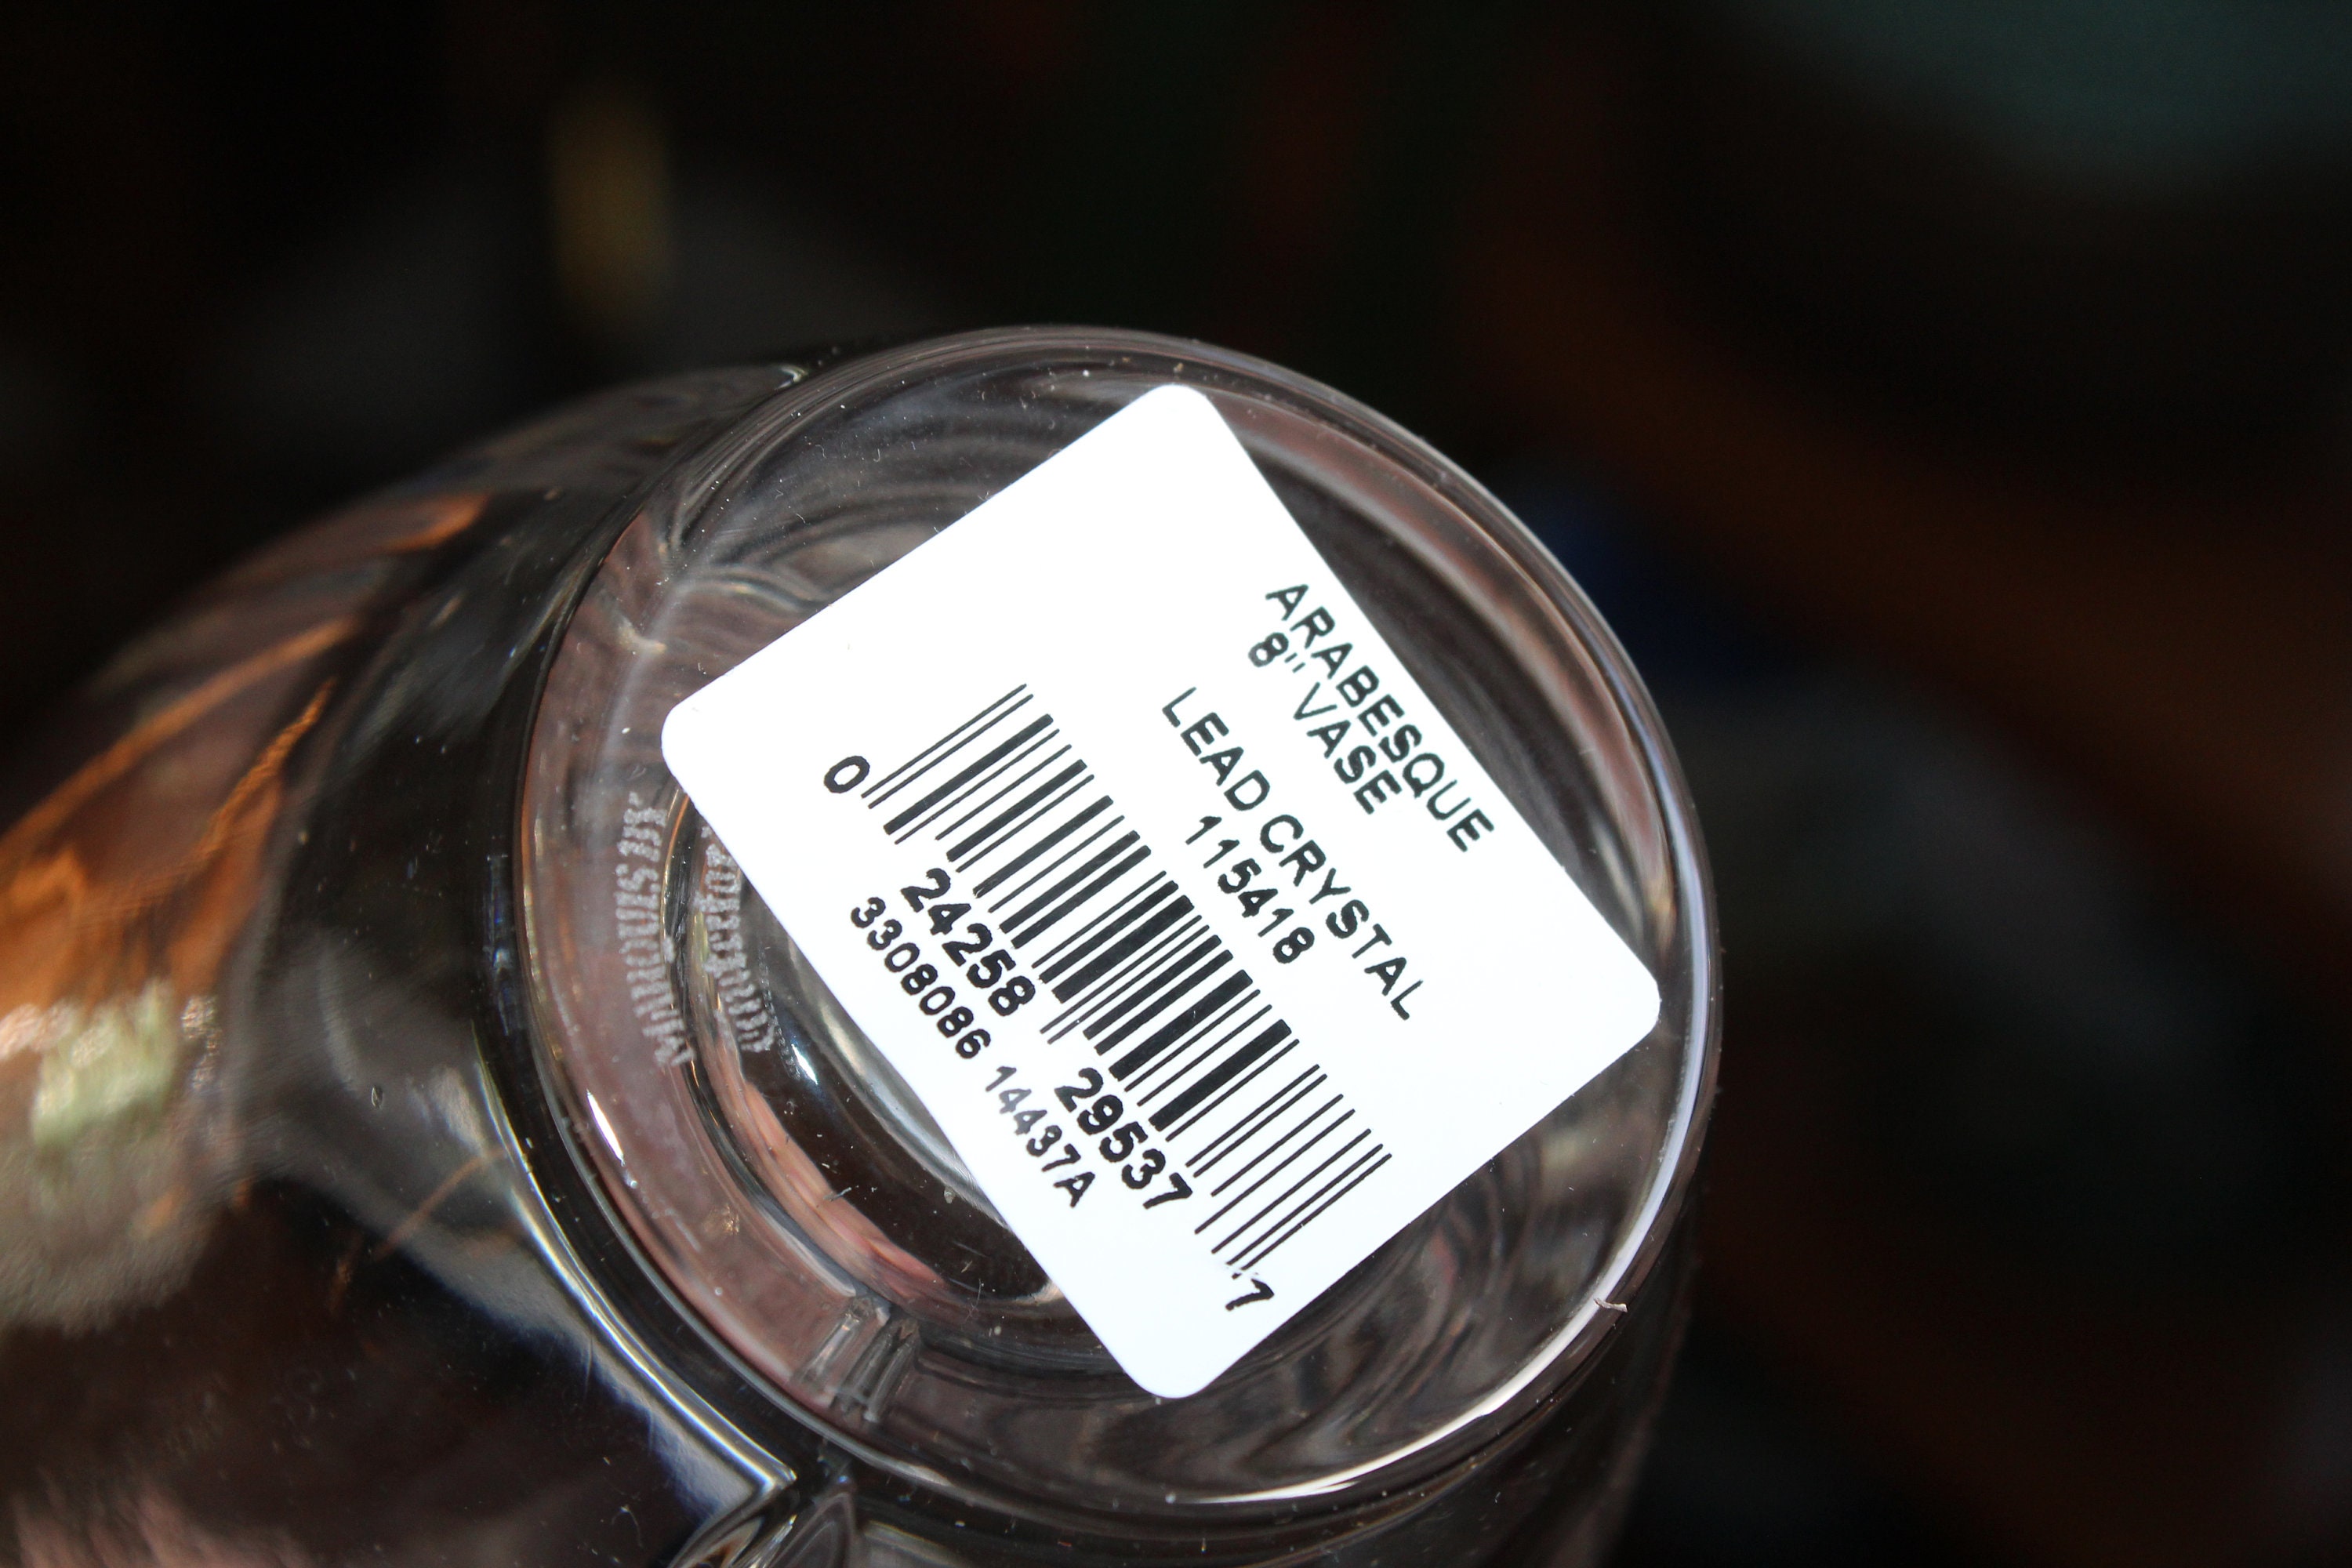 ARABESQUE
8" VASE
LEAD CRYSTAL
115418
0 24258 29537 7
3308086 14437A